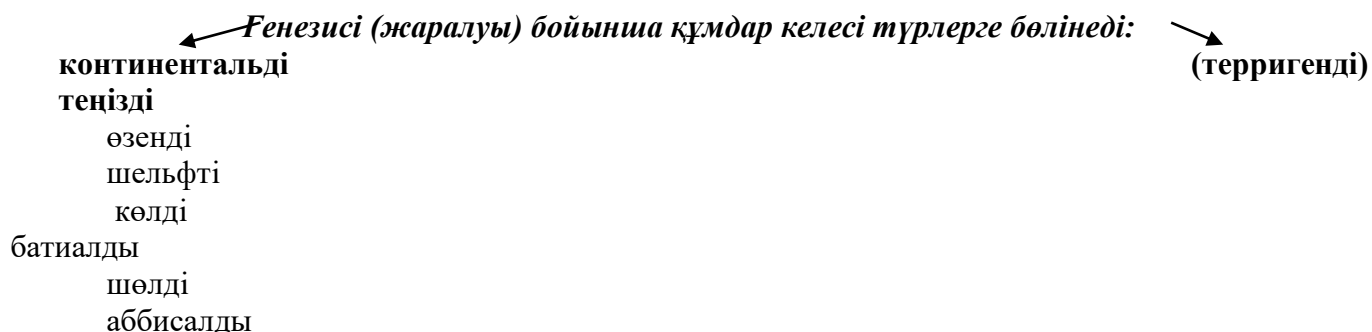 Генезисі (жаралуы) бойынша құмдар келесі түрлерге бөлінеді:
континентальді (терригенді)
теңізді
өзенді
шельфті
көлді
батиалды
шөлді
аббисалды